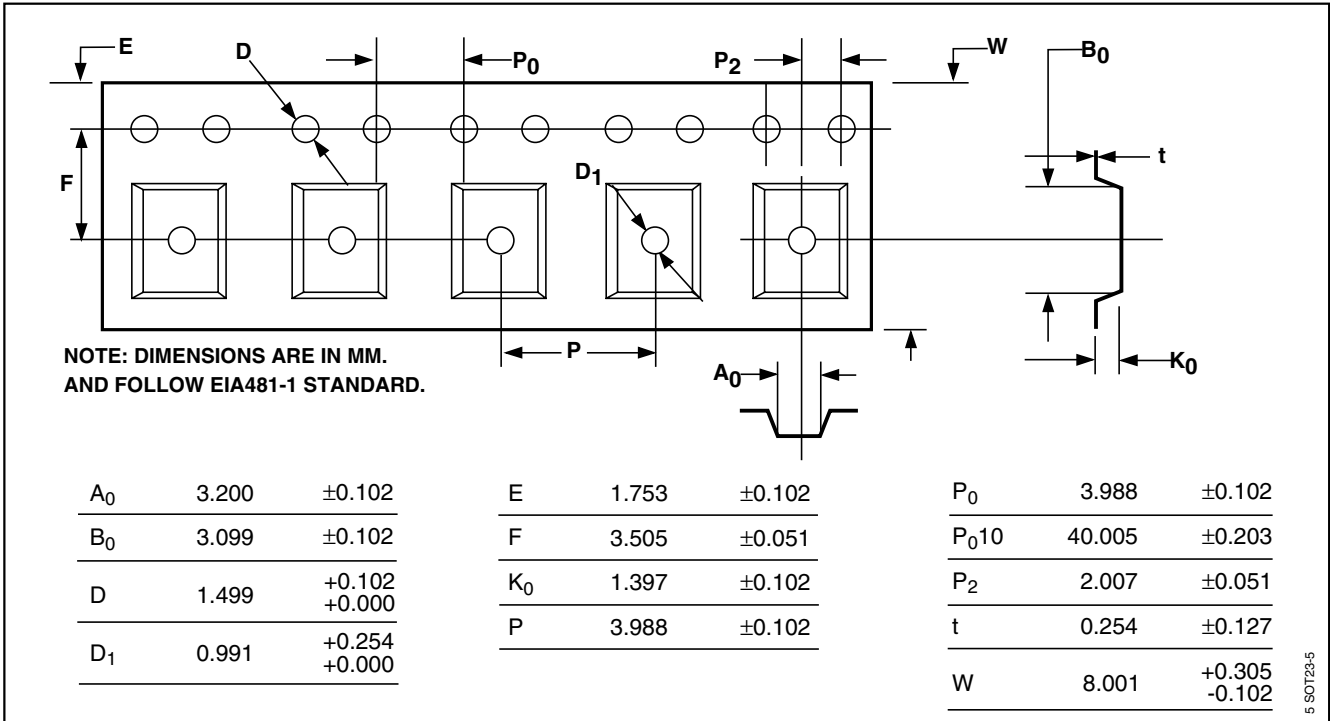 E
D
P0
P2
W
B0
t
F
D1
NOTE: DIMENSIONS ARE IN MM.
AND FOLLOW EIA481-1 STANDARD.
P
A0
K0
A0 3.200 ±0.102
B0 3.099 ±0.102
D 1.499 +0.102 +0.000
D1 0.991 +0.254 +0.000
E 1.753 ±0.102
F 3.505 ±0.051
K0 1.397 ±0.102
P 3.988 ±0.102
P0 3.988 ±0.102
P010 40.005 ±0.203
P2 2.007 ±0.051
t 0.254 ±0.127
W 8.001 +0.305 -0.102
5 SOT23-5